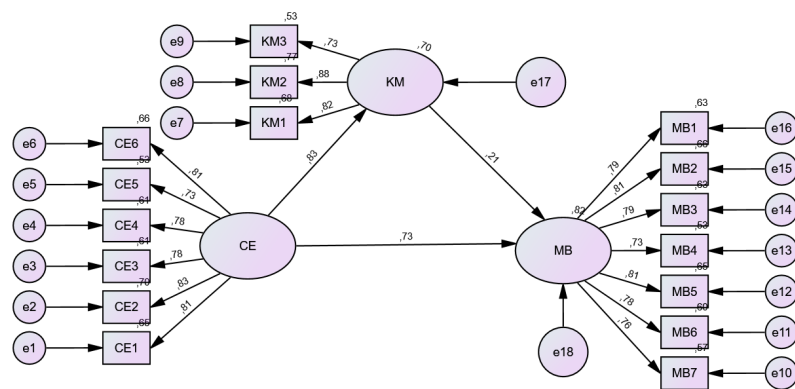 ,53
e9 KM3 ,73 ,70
,77
e8 KM2 ,88 KM e17
,68
e7 KM1 ,82
,66 ,63
e6 CE6 ,81 ,83 ,21 MB1 e16
,53 ,79 ,66
e5 CE5 ,73 ,81 MB2 e15
,61 ,82 ,63
e4 CE4 ,78 ,79 MB3 e14
,61 ,53
CE ,73 MB ,73 MB4 e13
e3 CE3 ,78 ,65
,70 ,81 MB5 e12
e2 CE2 ,83 ,60
,65 ,81 ,78 MB6 e11
e1 CE1 e18 ,57
,76 MB7 e10